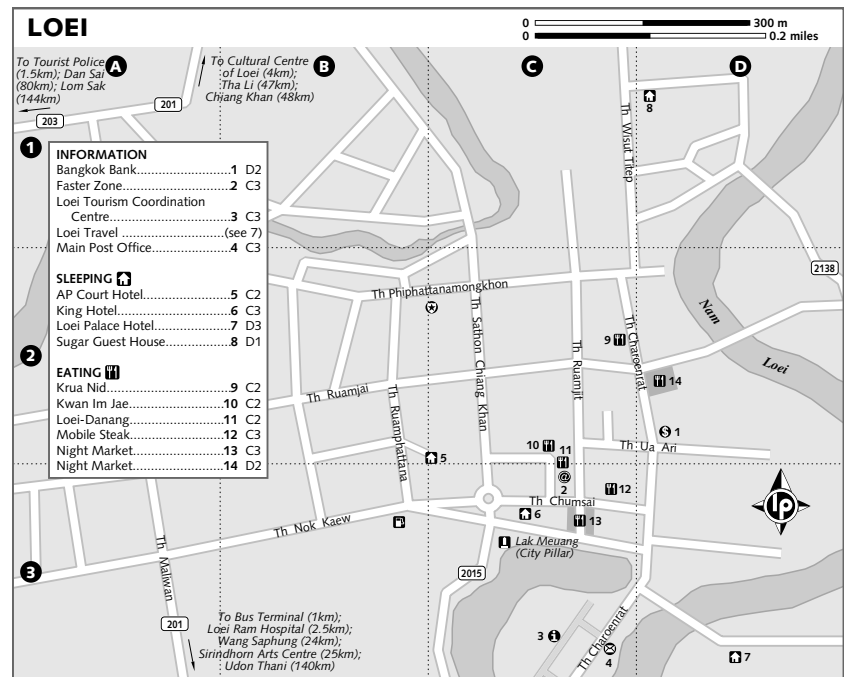 LOEI
0 300 m
0 0.2 miles
To Tourist Police
(1.5km); Dan Sai
(80km); Lom Sak
(144km)
A
To Cultural Centre
of Loei (4km);
Tha Li (47km);
Chiang Khan (48km)
B
C
D
201
203
8
Th Wisut Titep
1
INFORMATION
Bangkok Bank..........................1 D2
Faster Zone..............................2 C3
Loei Tourism Coordination
Centre................................3 C3
Loei Travel ........................(see 7)
Main Post Office.....................4 C3
SLEEPING
AP Court Hotel.......................5 C2
King Hotel...............................6 C3
Loei Palace Hotel....................7 D3
Sugar Guest House.................8 D1
2
EATING
Krua Nid..................................9 C2
Kwan Im Jae.........................10 C2
Loei-Danang.........................11 C2
Mobile Steak.........................12 C3
Night Market........................13 C3
Night Market........................14 D2
2138
Th Phiphattanamongkhon
Nam
Loei
Th Sathon Chiang Khan
Th Ruamjit
Th Charoenrat
9
14
Th Ruamjai
Th Ruamphattana
1
10
11
Th Ua Ari
5
2
12
Th Chumsai
6
13
lp
Th Nok Kaew
Lak Meuang
(City Pillar)
3
Th Maliwan
2015
201
To Bus Terminal (1km);
Loei Ram Hospital (2.5km);
Wang Saphung (24km);
Sirindhorn Arts Centre (25km);
Udon Thani (140km)
3
Th Charoenrat
4
7